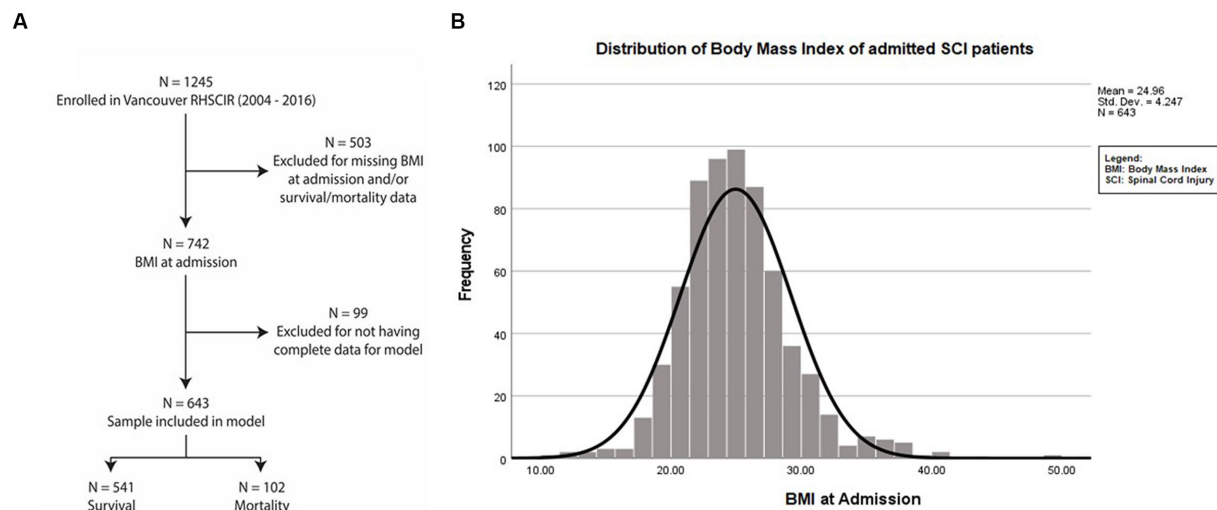 A
N = 1245
Enrolled in Vancouver RHSCIR (2004 - 2016)
N = 503
Excluded for missing BMI
at admission and/or
survival/mortality data
N = 742
BMI at admission
N = 99
Excluded for not having
complete data for model
N = 643
Sample included in model
N = 541
Survival
N = 102
Mortality
B
Distribution of Body Mass Index of admitted SCI patients
Mean = 24.96
Std. Dev. = 4.247
N = 643
Legend:
BMI: Body Mass Index
SCI: Spinal Cord Injury
Frequency
120
100
80
60
40
20
0
10.00 20.00 30.00 40.00 50.00
BMI at Admission